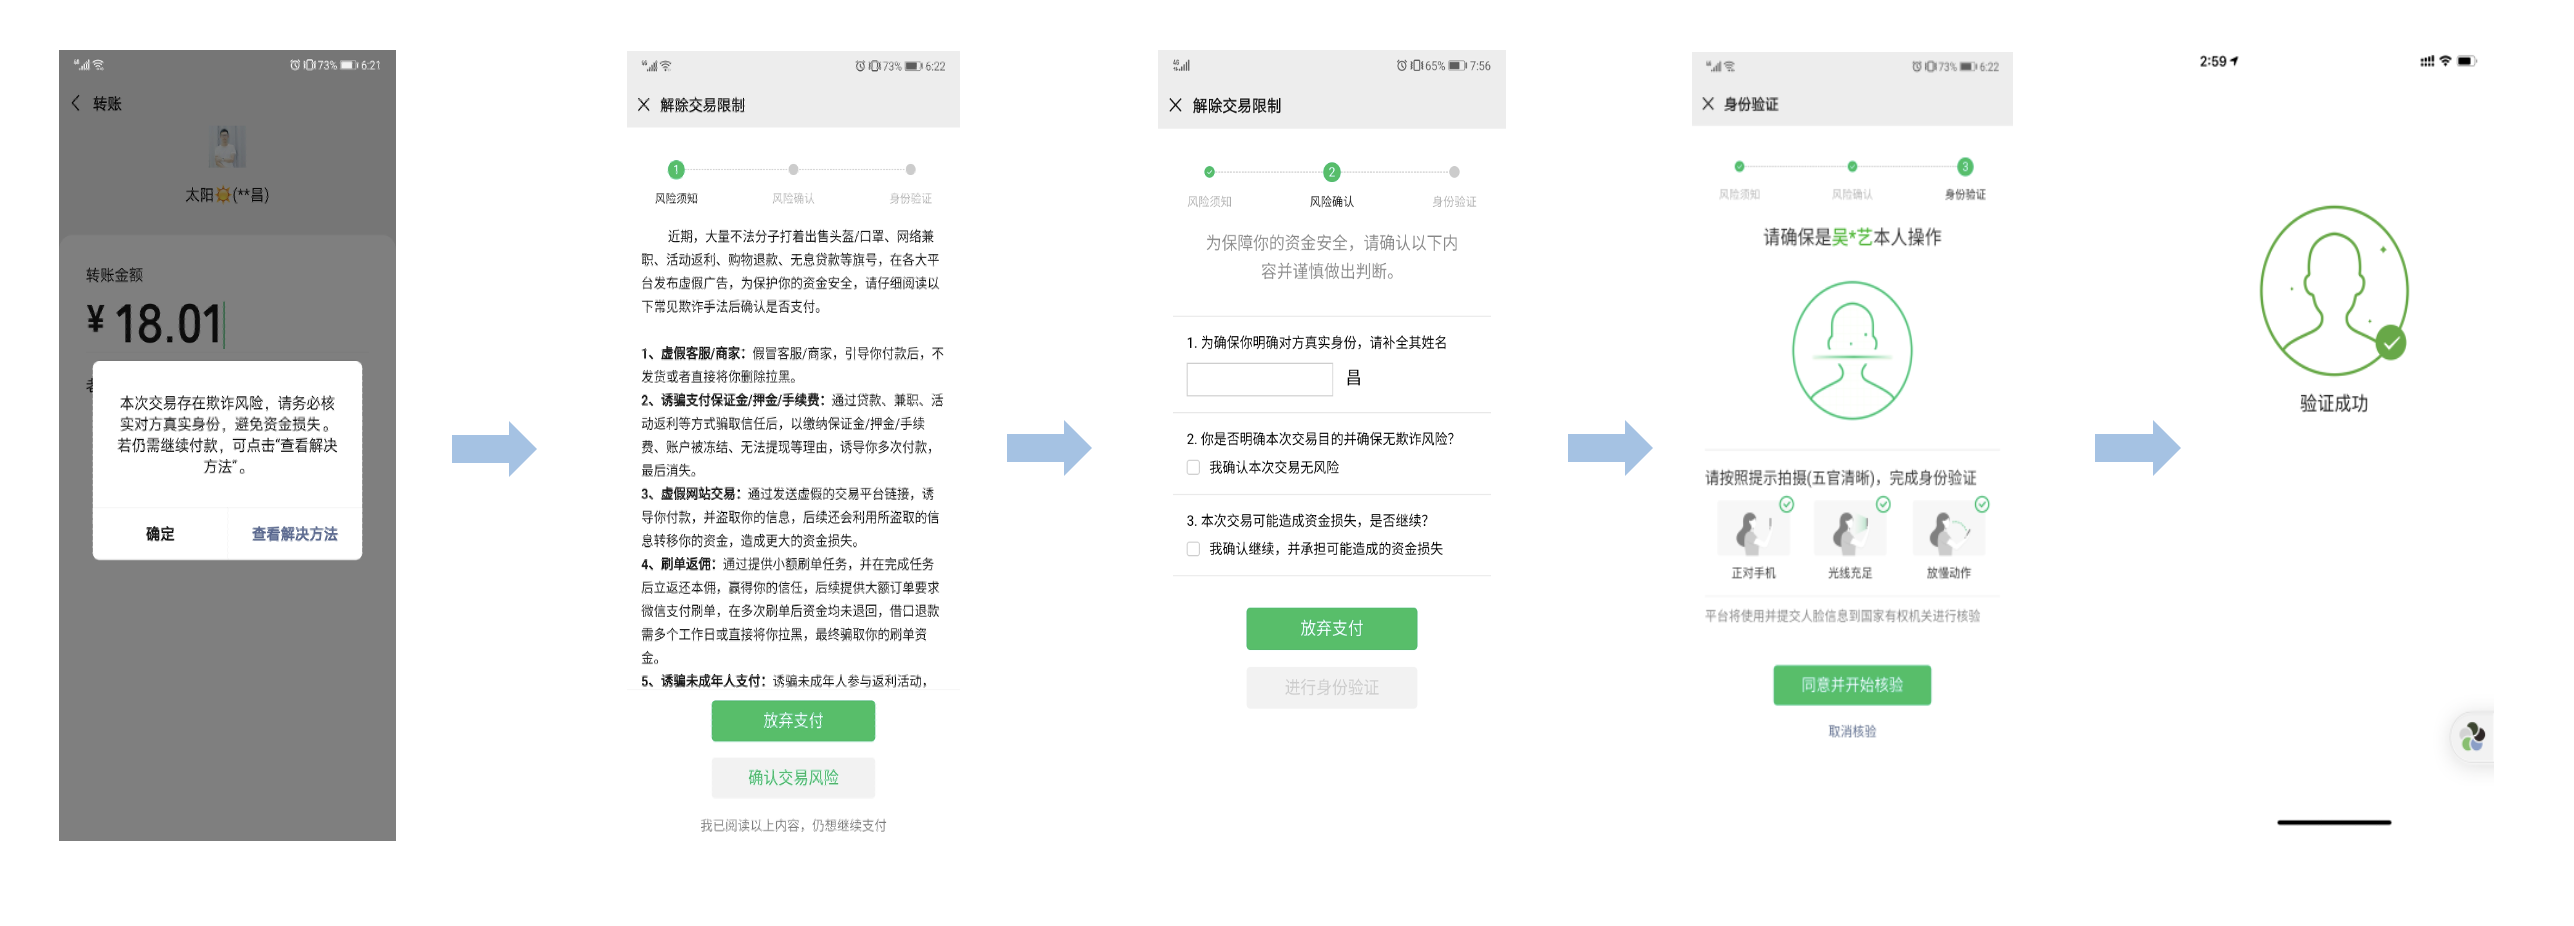 73% 6:21
转账
太阳(**昌)
转账金额
¥18.01
本次交易存在欺诈风险，请务必核
实对方真实身份，避免资金损失。
若仍需继续付款，可点击“查看解决
方法”。
确定
查看解决方法
73% 6:22
解除交易限制
1
风险须知
风险确认
身份验证
近期，大量不法分子打着出售头盔/口罩、网络兼
职、活动返利、购物退款、无息贷款等旗号，在各大平
台发布虚假广告，为保护你的资金安全，请仔细阅读以
下常见欺诈手法后确认是否支付。
1、虚假客服/商家：假冒客服/商家，引导你付款后，不
发货或者直接将你删除拉黑。
2、诱骗支付保证金/押金/手续费：通过贷款、兼职、活
动返利等方式骗取信任后，以缴纳保证金/押金/手续
费、账户被冻结、无法提现等理由，诱导你多次付款，
最后消失。
3、虚假网站交易：通过发送虚假的交易平台链接，诱
导你付款，并盗取你的信息，后续还会利用所盗取的信
息转移你的资金，造成更大的资金损失。
4、刷单返佣：通过提供小额刷单任务，并在完成任务
后立返还本佣，赢得你的信任，后续提供大额订单要求
微信支付刷单，在多次刷单后资金均未退回，借口退款
需多个工作日或直接将你拉黑，最终骗取你的刷单资
金。
5、诱骗未成年人支付：诱骗未成年人参与返利活动，
放弃支付
确认交易风险
我已阅读以上内容，仍想继续支付
65% 7:56
解除交易限制
2
风险须知
风险确认
身份验证
为保障你的资金安全，请确认以下内
容并谨慎做出判断。
1. 为确保你明确对方真实身份，请补全其姓名
昌
2. 你是否明确本次交易目的并确保无欺诈风险？
我确认本次交易无风险
3. 本次交易可能造成资金损失，是否继续？
我确认继续，并承担可能造成的资金损失
放弃支付
进行身份验证
73% 6:22
身份验证
3
风险须知
风险确认
身份验证
请确保是吴*艺本人操作
请按照提示拍摄(五官清晰)，完成身份验证
正对手机
光线充足
放慢动作
平台将使用并提交人脸信息到国家有权机关进行核验
同意并开始核验
取消核验
2:59
验证成功